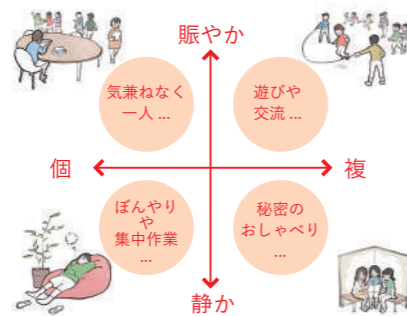 賑やか
気兼ねなく
一人 ...
遊びや
交流 ...
個
複
ぼんやり
や
集中作業
...
秘密の
おしゃべり
...
静か